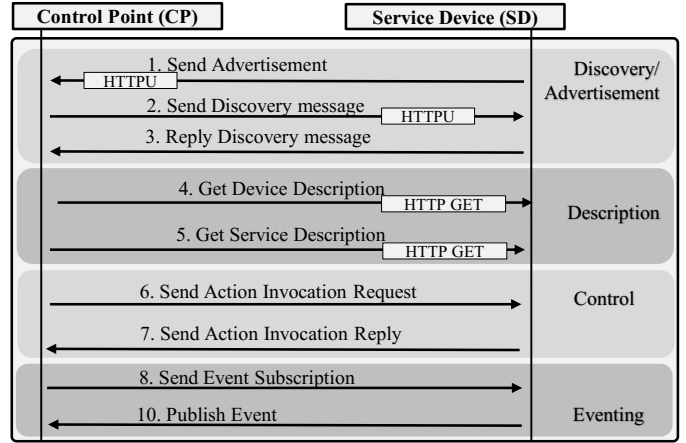 Control Point (CP)
Service Device (SD)
1. Send Advertisement
HTTPU
Discovery/
Advertisement
2. Send Discovery message
HTTPU
3. Reply Discovery message
4. Get Device Description
HTTP GET
Description
5. Get Service Description
HTTP GET
6. Send Action Invocation Request
Control
7. Send Action Invocation Reply
8. Send Event Subscription
10. Publish Event
Eventing